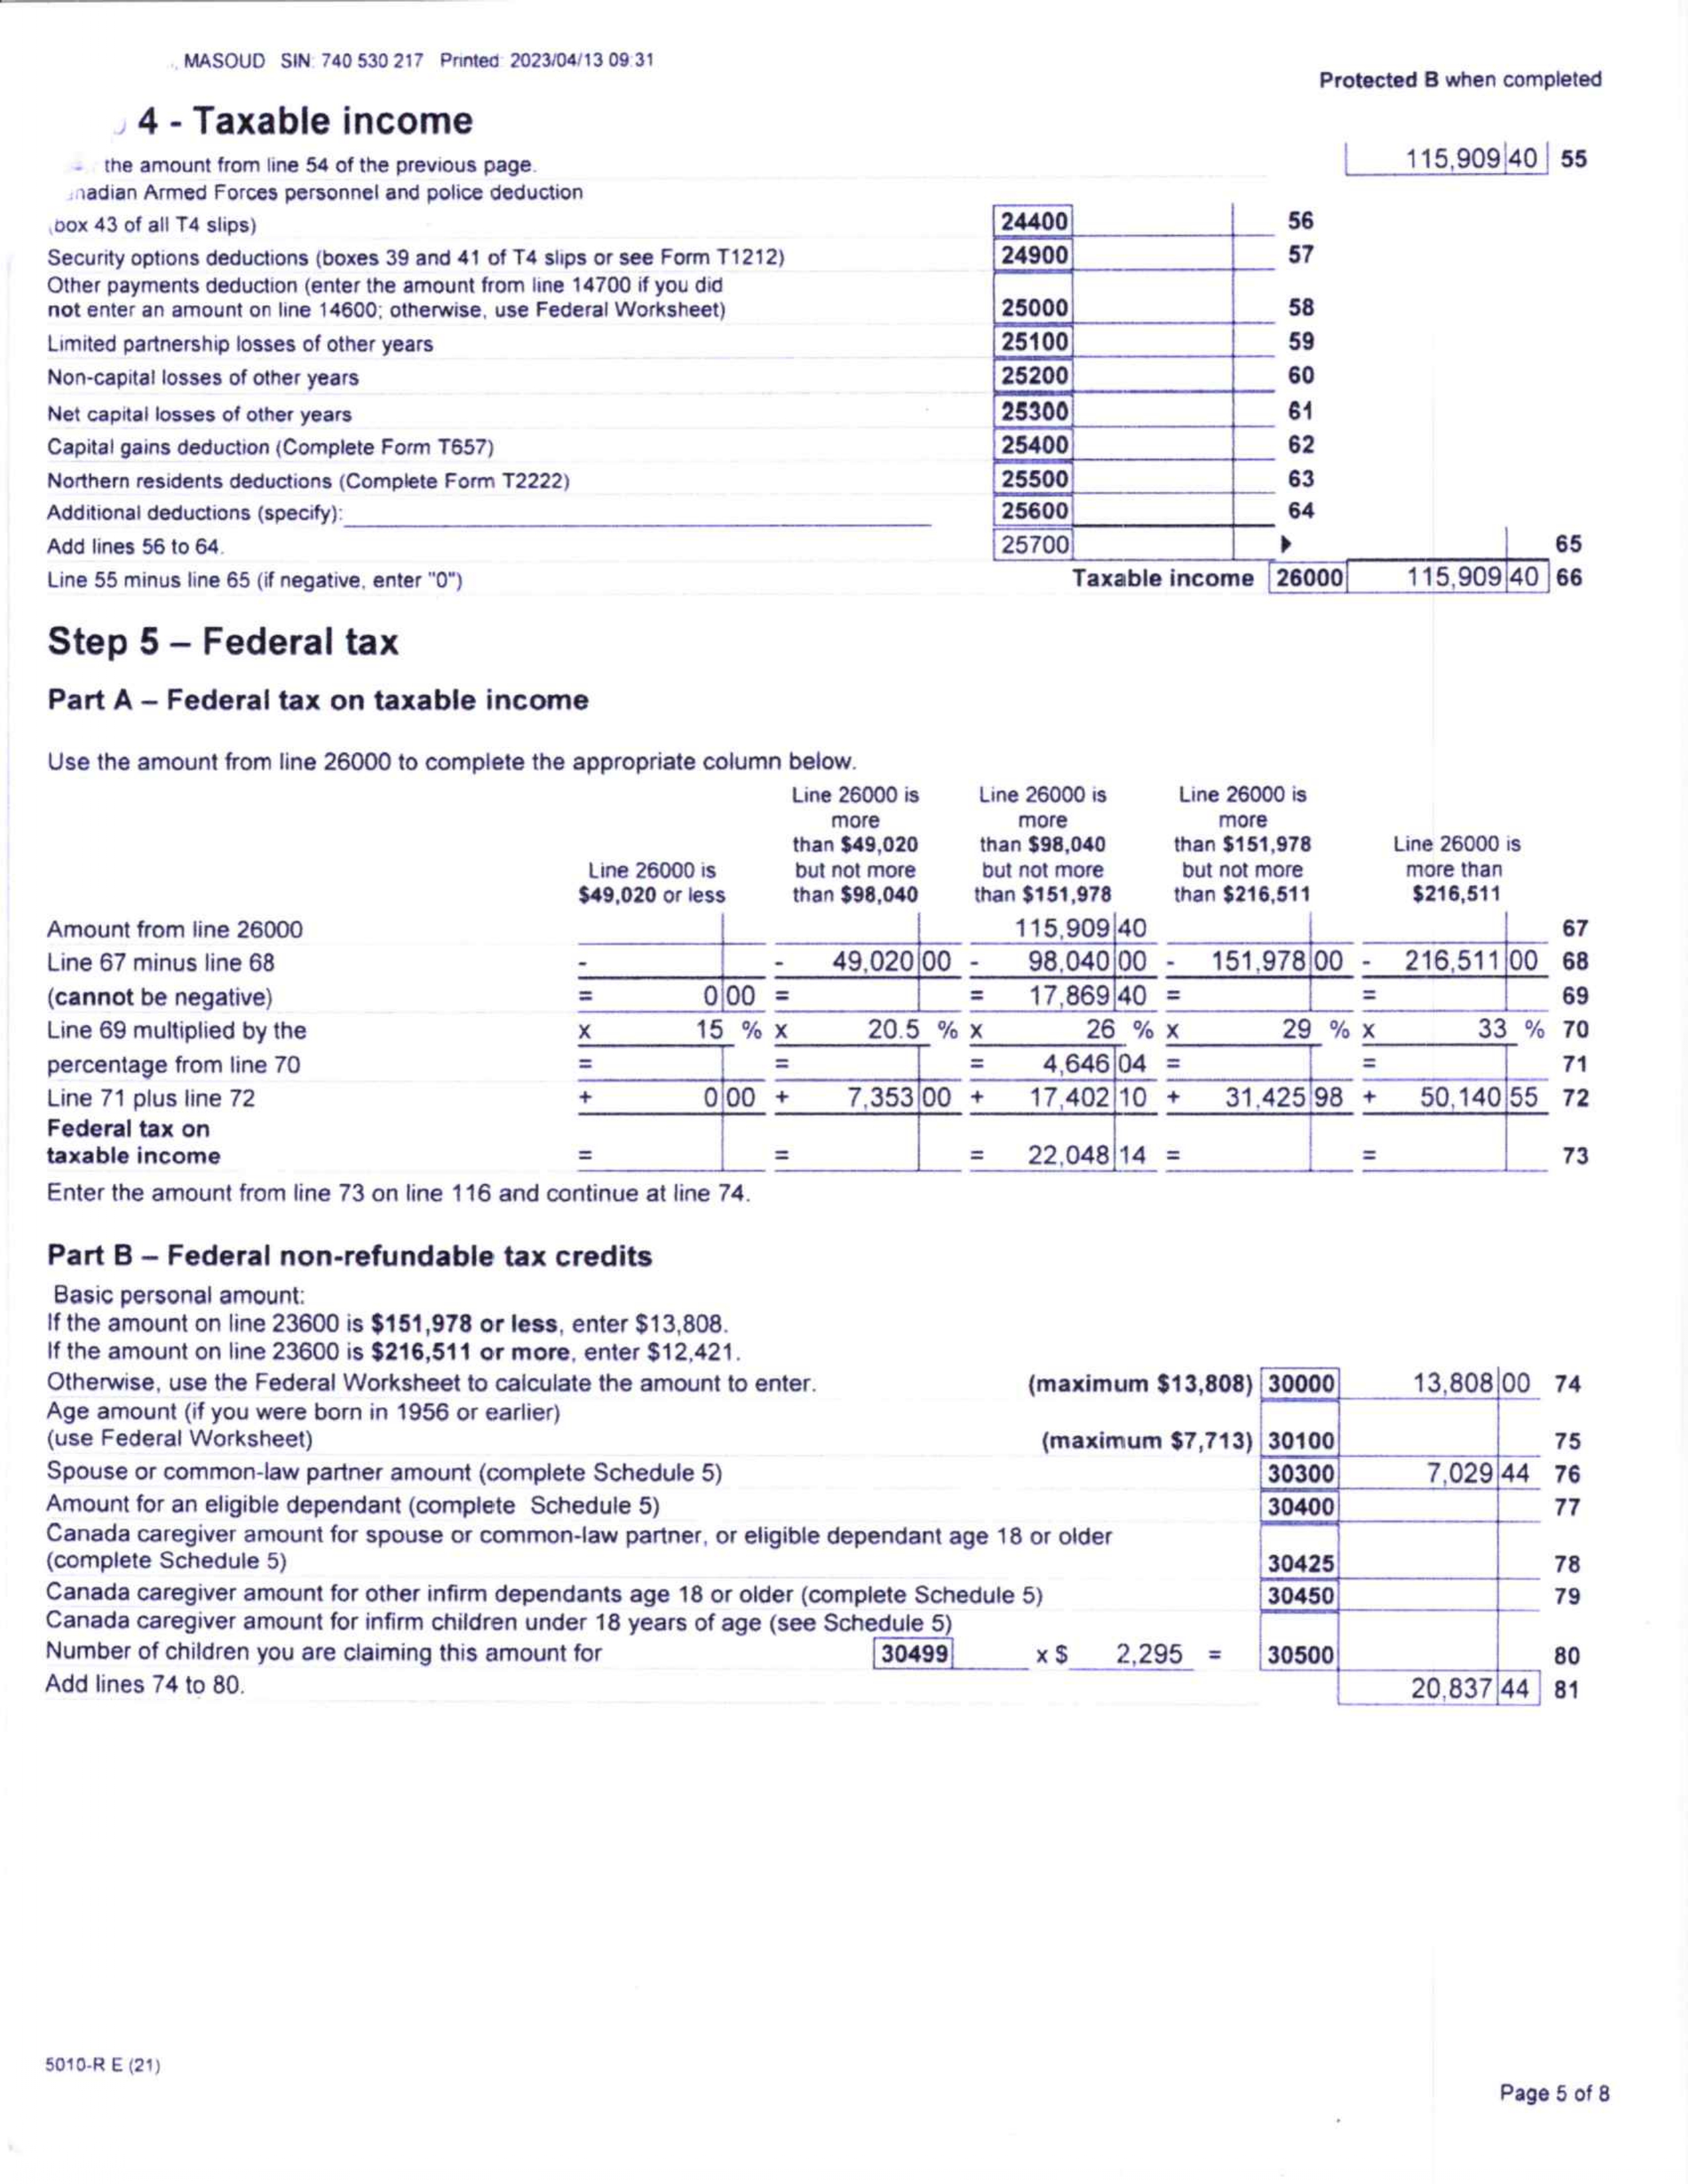 MASOUD SIN: 740 530 217 Printed: 2023/04/13 09:31
Protected B when completed
4 - Taxable income
the amount from line 54 of the previous page. 115,909 40 55
nadian Armed Forces personnel and police deduction
box 43 of all T4 slips) 24400 56
Security options deductions (boxes 39 and 41 of T4 slips or see Form T1212) 24900 57
Other payments deduction (enter the amount from line 14700 if you did
not enter an amount on line 14600; otherwise, use Federal Worksheet) 25000 58
Limited partnership losses of other years 25100 59
Non-capital losses of other years 25200 60
Net capital losses of other years 25300 61
Capital gains deduction (Complete Form T657) 25400 62
Northern residents deductions (Complete Form T2222) 25500 63
Additional deductions (specify): 25600 64
Add lines 56 to 64. 25700 65
Line 55 minus line 65 (if negative, enter "0") Taxable income 26000 115,909 40 66
Step 5 – Federal tax
Part A – Federal tax on taxable income
Use the amount from line 26000 to complete the appropriate column below.
Line 26000 is Line 26000 is Line 26000 is
more more more
than $49,020 than $98,040 than $151,978 Line 26000 is
Line 26000 is but not more but not more but not more more than
$49,020 or less than $98,040 than $151,978 than $216,511 $216,511
Amount from line 26000 115,909 40 67
Line 67 minus line 68 - - 49,020 00 - 98,040 00 - 151,978 00 - 216,511 00 68
(cannot be negative) = 0 00 = = 17,869 40 = = 69
Line 69 multiplied by the x 15 % x 20.5 % x 26 % x 29 % x 33 % 70
percentage from line 70 = = = 4,646 04 = = 71
Line 71 plus line 72 + 0 00 + 7,353 00 + 17,402 10 + 31,425 98 + 50,140 55 72
Federal tax on
taxable income = = = 22,048 14 = = 73
Enter the amount from line 73 on line 116 and continue at line 74.
Part B – Federal non-refundable tax credits
Basic personal amount:
If the amount on line 23600 is $151,978 or less, enter $13,808.
If the amount on line 23600 is $216,511 or more, enter $12,421.
Otherwise, use the Federal Worksheet to calculate the amount to enter. (maximum $13,808) 30000 13,808 00 74
Age amount (if you were born in 1956 or earlier)
(use Federal Worksheet) (maximum $7,713) 30100 75
Spouse or common-law partner amount (complete Schedule 5) 30300 7,029 44 76
Amount for an eligible dependant (complete Schedule 5) 30400 77
Canada caregiver amount for spouse or common-law partner, or eligible dependant age 18 or older
(complete Schedule 5) 30425 78
Canada caregiver amount for other infirm dependants age 18 or older (complete Schedule 5) 30450 79
Canada caregiver amount for infirm children under 18 years of age (see Schedule 5)
Number of children you are claiming this amount for 30499 x $ 2,295 = 30500 80
Add lines 74 to 80. 20,837 44 81
5010-R E (21)
Page 5 of 8